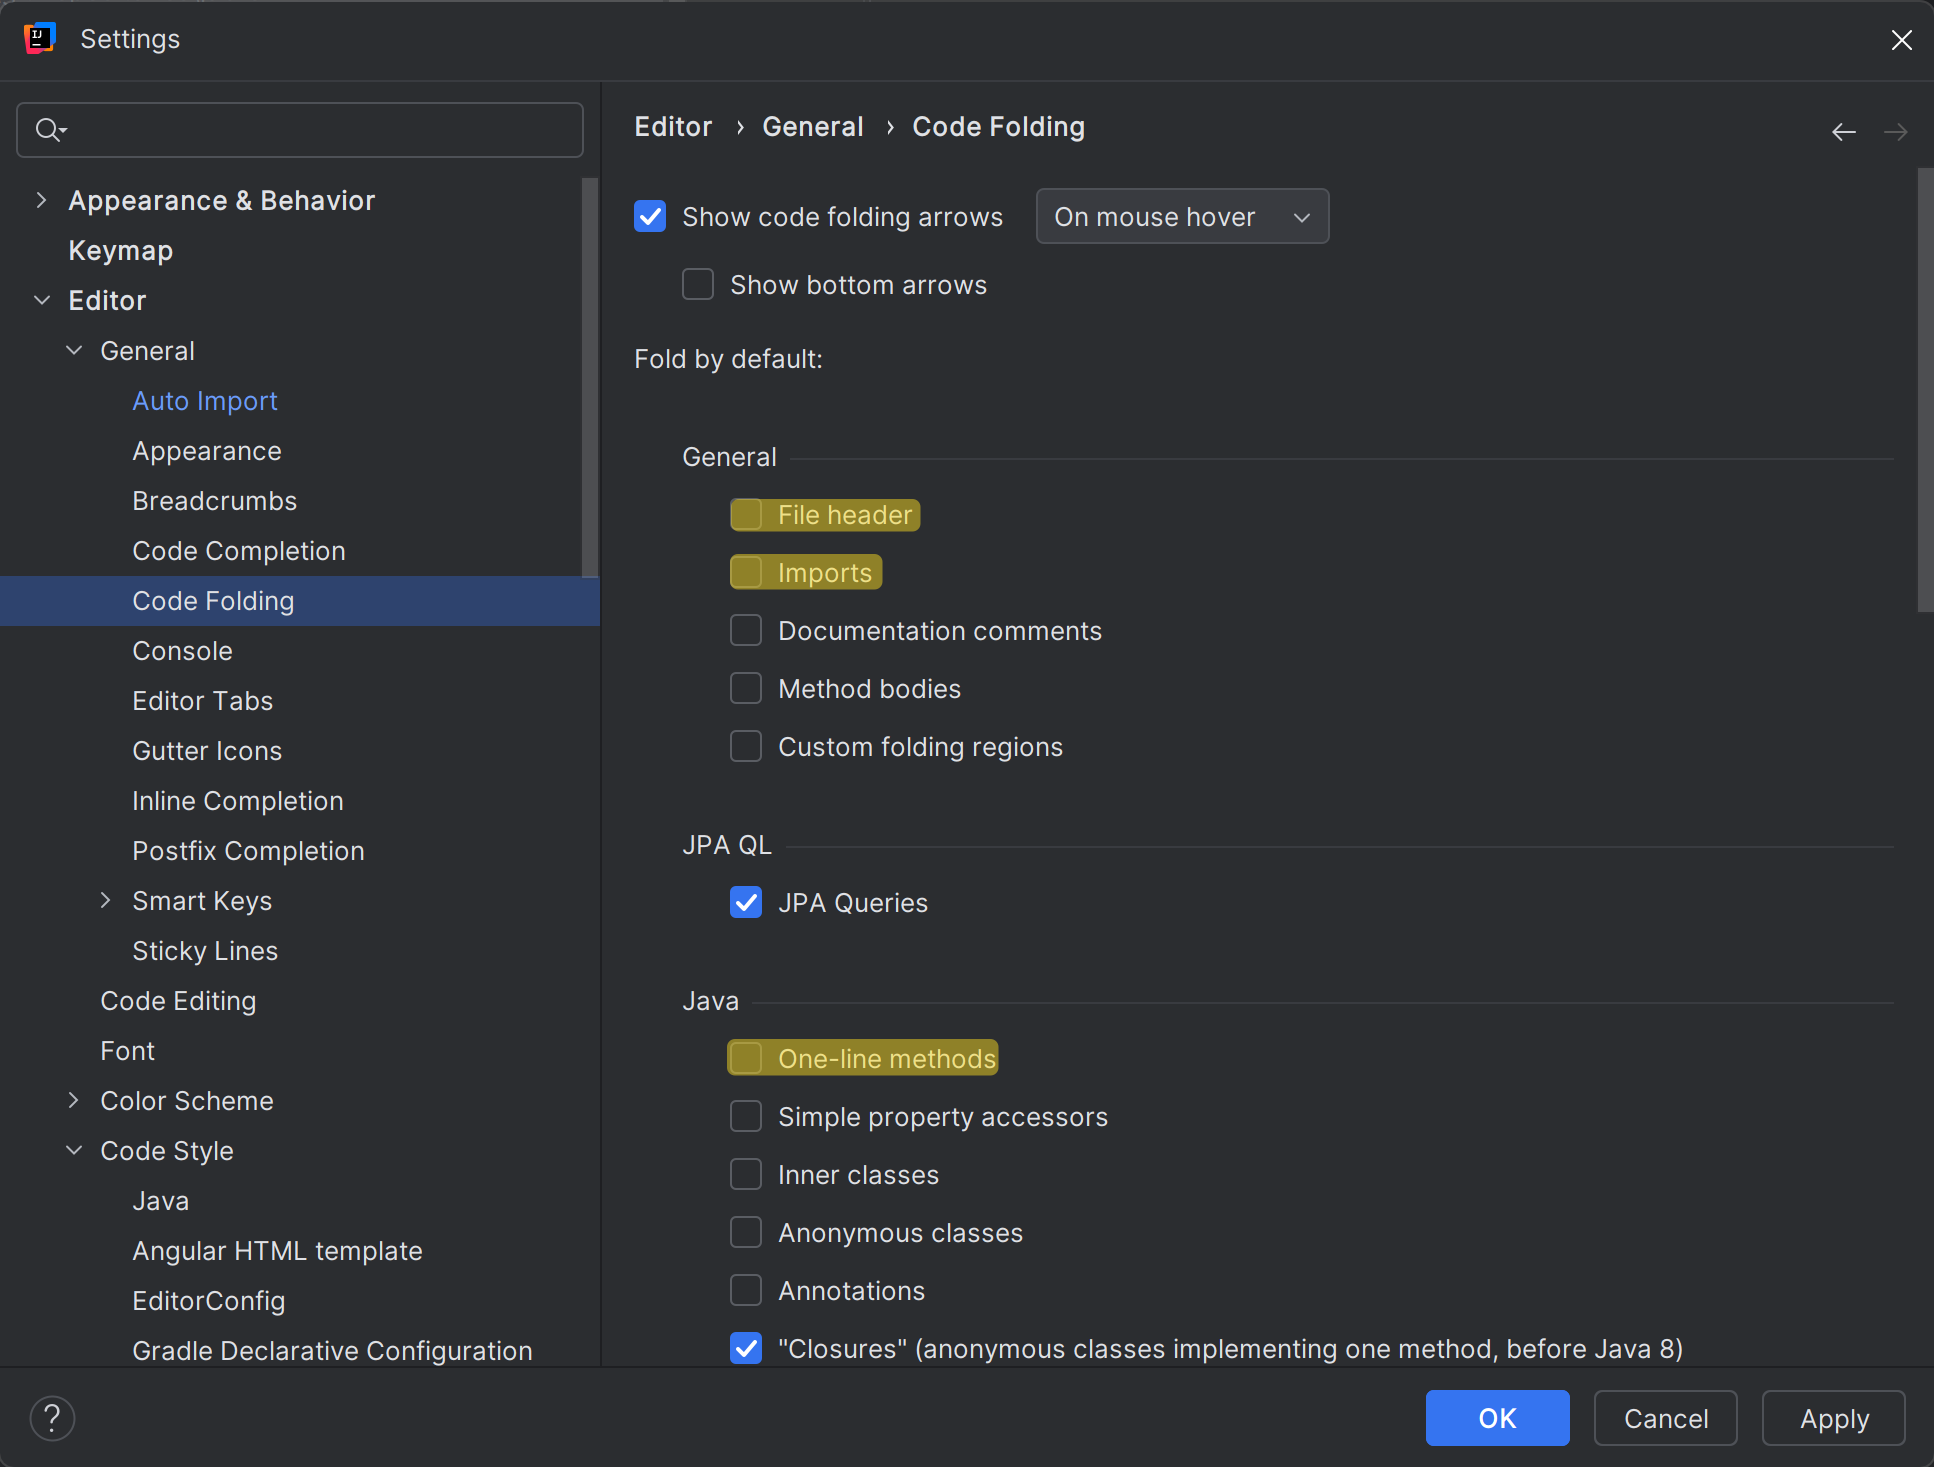 Settings
Appearance & Behavior
Keymap
Editor
General
Auto Import
Appearance
Breadcrumbs
Code Completion
Code Folding
Console
Editor Tabs
Gutter Icons
Inline Completion
Postfix Completion
Smart Keys
Sticky Lines
Code Editing
Font
Color Scheme
Code Style
Java
Angular HTML template
EditorConfig
Gradle Declarative Configuration
Editor › General › Code Folding
Show code folding arrows On mouse hover
Show bottom arrows
Fold by default:
General
File header
Imports
Documentation comments
Method bodies
Custom folding regions
JPA QL
JPA Queries
Java
One-line methods
Simple property accessors
Inner classes
Anonymous classes
Annotations
"Closures" (anonymous classes implementing one method, before Java 8)
? OK Cancel Apply